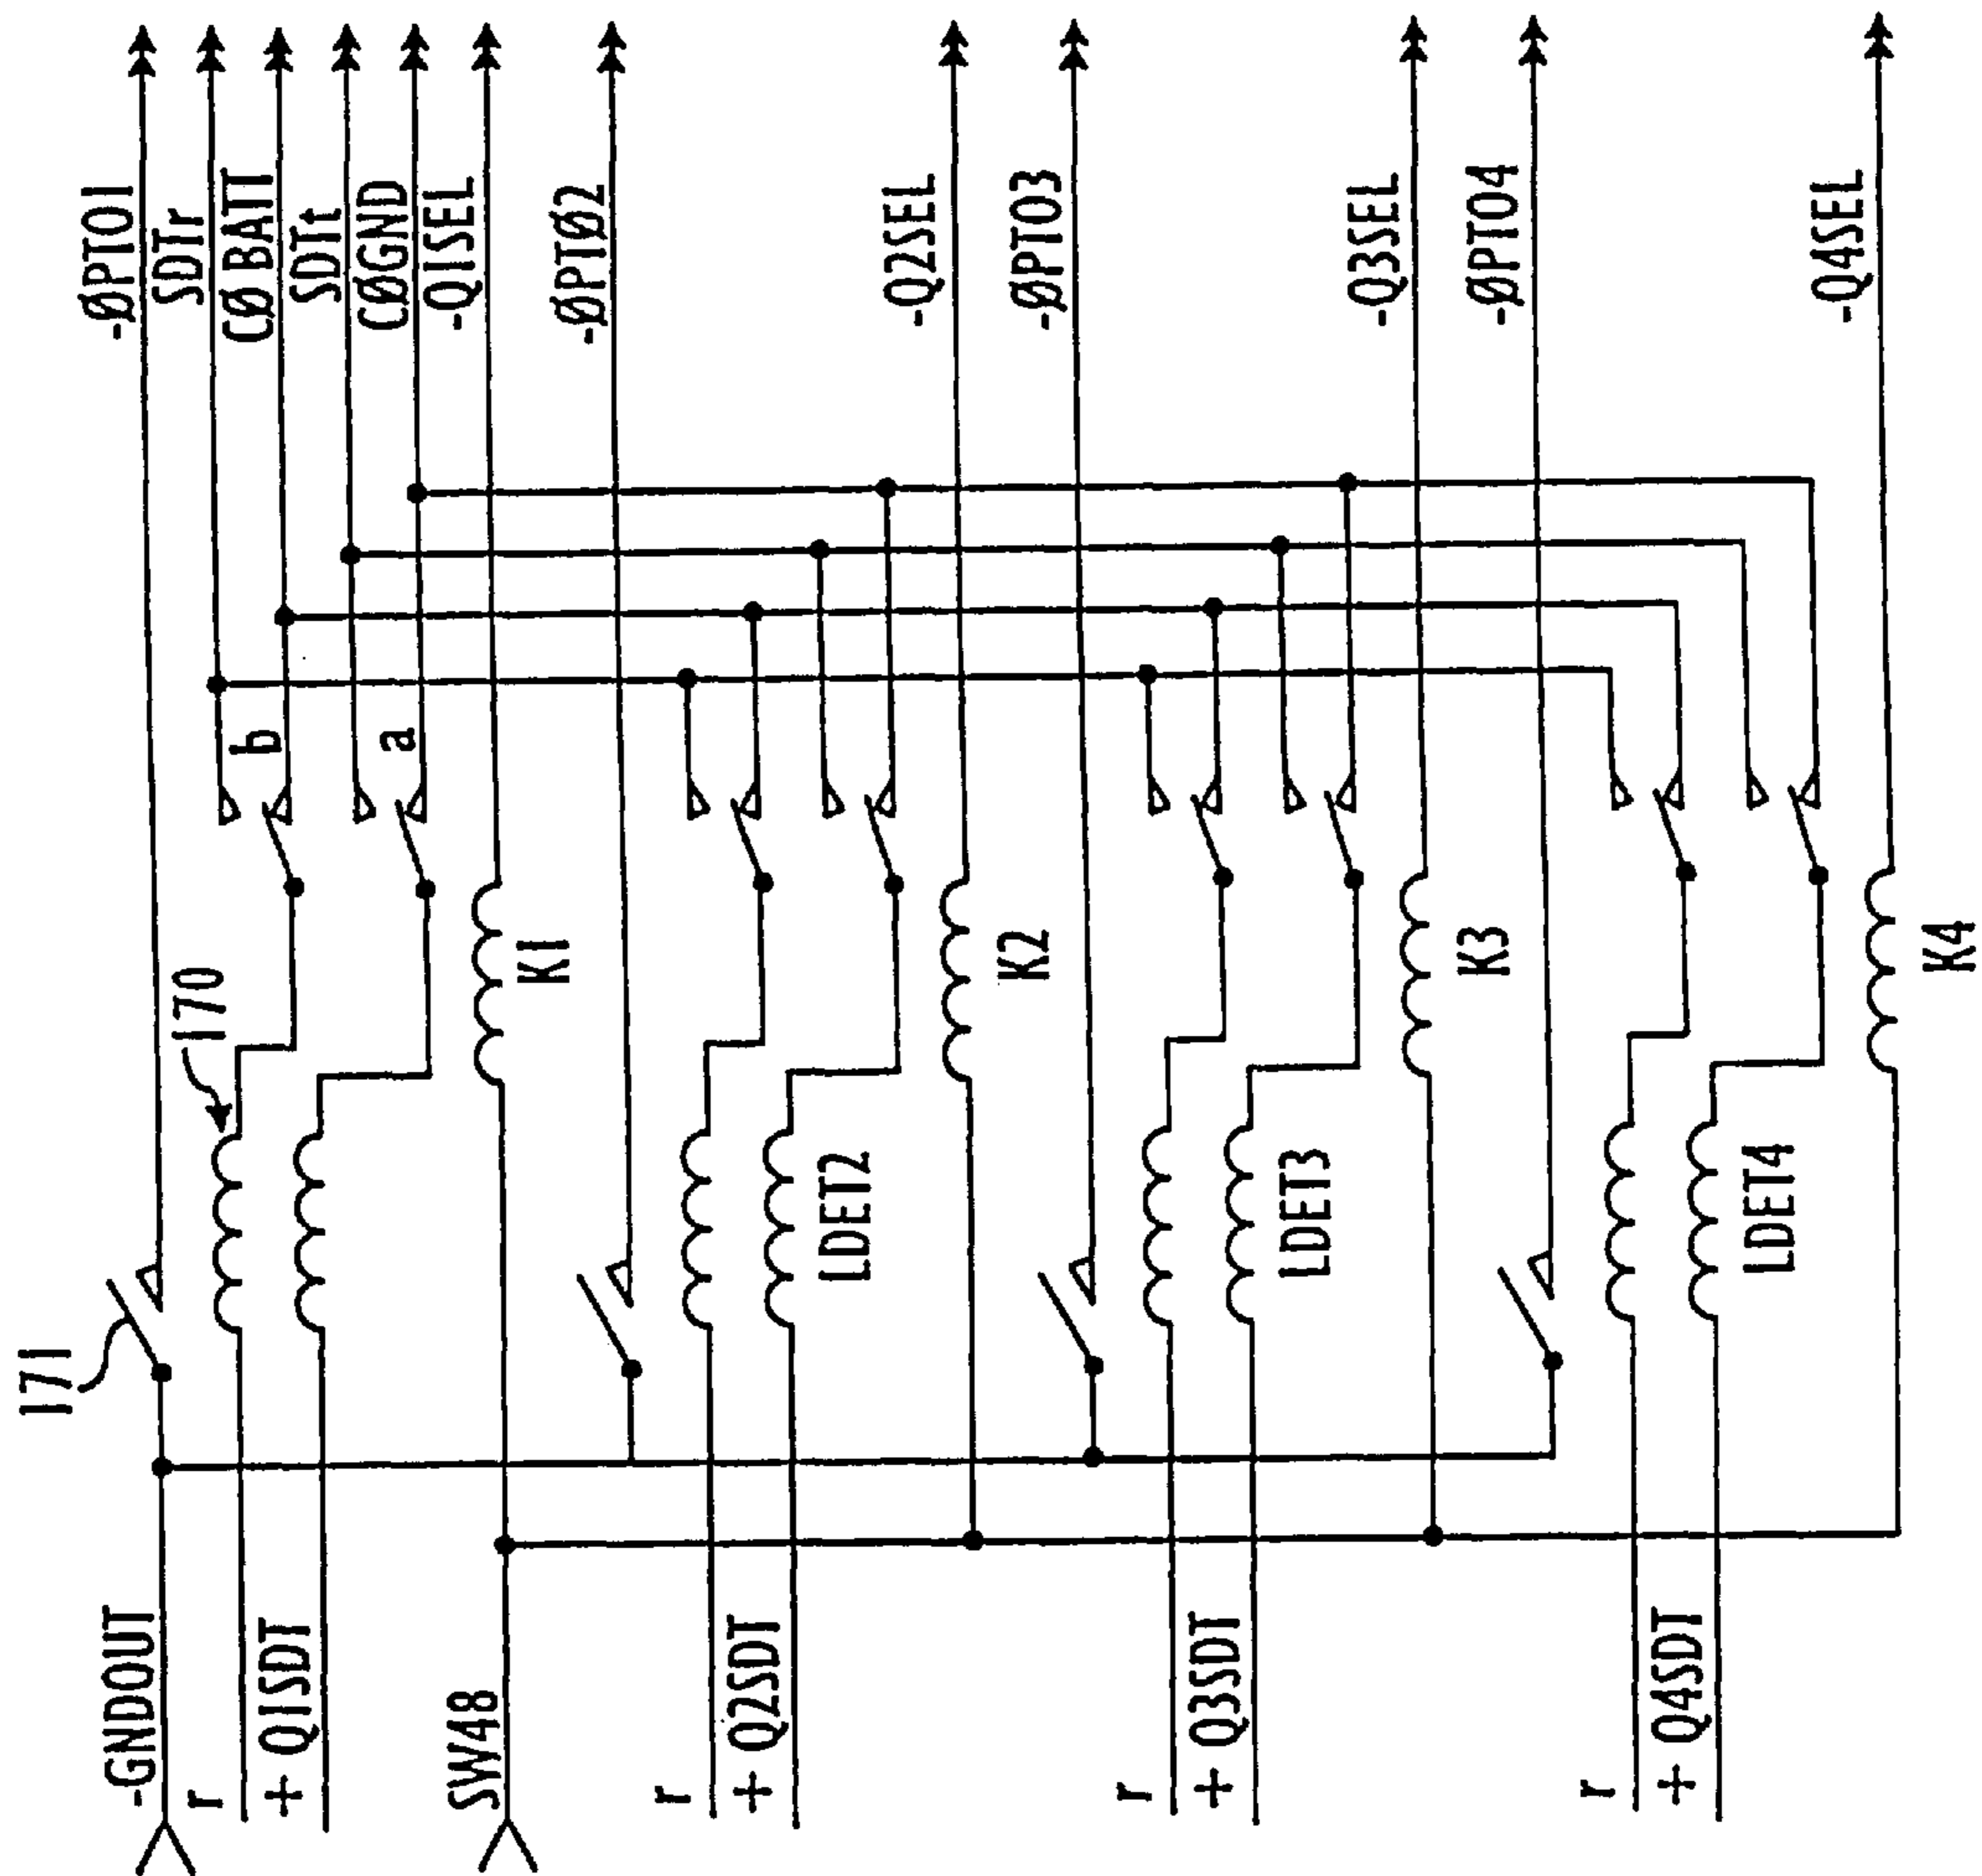 -ØPTO1
SDTr
CØ BATT
SDTt
CØGND
-Q1SEL
-ØPTØ2
-Q2SEL
-ØPTO3
-Q3SEL
-ØPTO4
-Q4SEL
b
a
170
K1
K2
K3
K4
171
LDET2
LDET3
LDET4
-GNDOUT
r
+ Q1SDT
SW48
r
+ Q2SDT
r
+ Q3SDT
r
+ Q4SDT